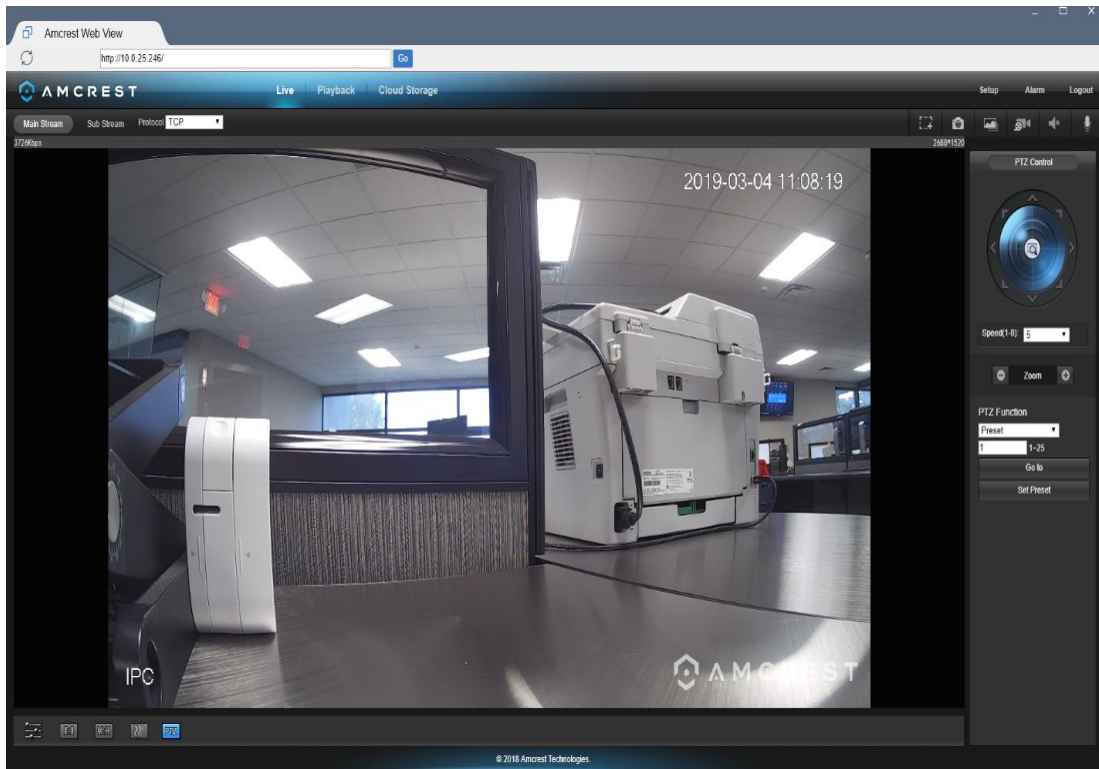 Amcrest Web View
http://10.0.25.246/ Go
AMCREST Live Playback Cloud Storage Setup Alarm Logout
Main Stream Sub Stream Protocol TCP
3726Kbps 2688*1520
2019-03-04 11:08:19
PTZ Control
Speed(1-8): 5
Zoom
PTZ Function
Preset
1 1~25
Go to
Set Preset
EXIT
IPC
AMCREST
PTZ
© 2018 Amcrest Technologies.